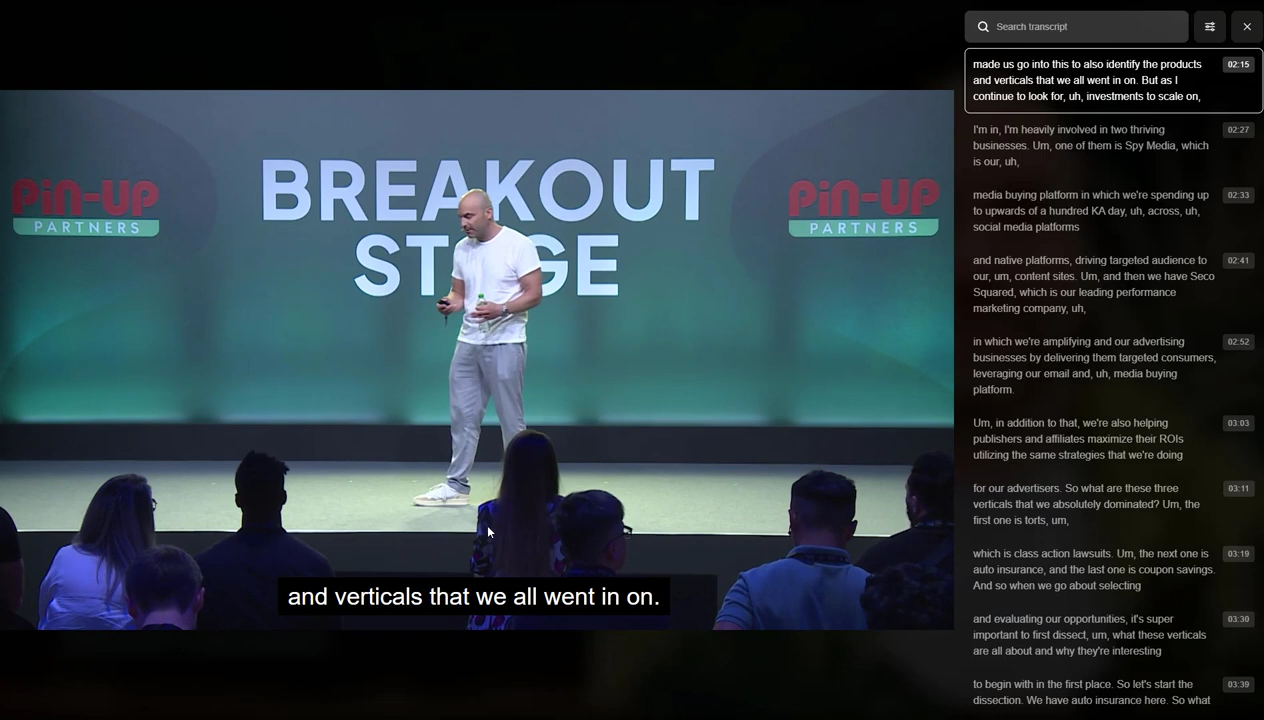 Search transcript
made us go into this to also identify the products
02:15
and verticals that we all went in on. But as I
continue to look for, uh, investments to scale on,
I'm in, I'm heavily involved in two thriving
02:27
businesses. Um, one of them is Spy Media, which
is our, uh,
media buying platform in which we're spending up
02:33
to upwards of a hundred KA day, uh, across, uh,
social media platforms
and native platforms, driving targeted audience to
02:41
our, um, content sites. Um, and then we have Seco
Squared, which is our leading performance
marketing company, uh,
in which we're amplifying and our advertising
02:52
businesses by delivering them targeted consumers,
leveraging our email and, uh, media buying
platform.
Um, in addition to that, we're also helping
03:03
publishers and affiliates maximize their ROIs
utilizing the same strategies that we're doing
for our advertisers. So what are these three
03:11
verticals that we absolutely dominated? Um, the
first one is torts, um,
which is class action lawsuits. Um, the next one is
03:19
auto insurance, and the last one is coupon savings.
And so when we go about selecting
and evaluating our opportunities, it's super
03:30
important to first dissect, um, what these verticals
are all about and why they're interesting
to begin with in the first place. So let's start the
03:39
dissection. We have auto insurance here. So what
BREAKOUT
STAGE
PiN-UP
PARTNERS
PiN-UP
PARTNERS
and verticals that we all went in on.